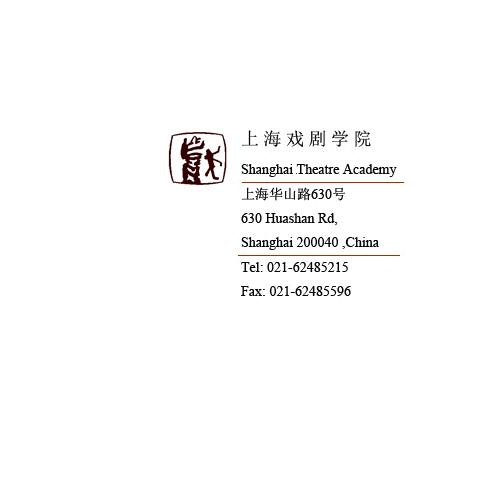 上海戏剧学院
Shanghai Theatre Academy
上海华山路630号
630 Huashan Rd,
Shanghai 200040 ,China
Tel: 021-62485215
Fax: 021-62485596